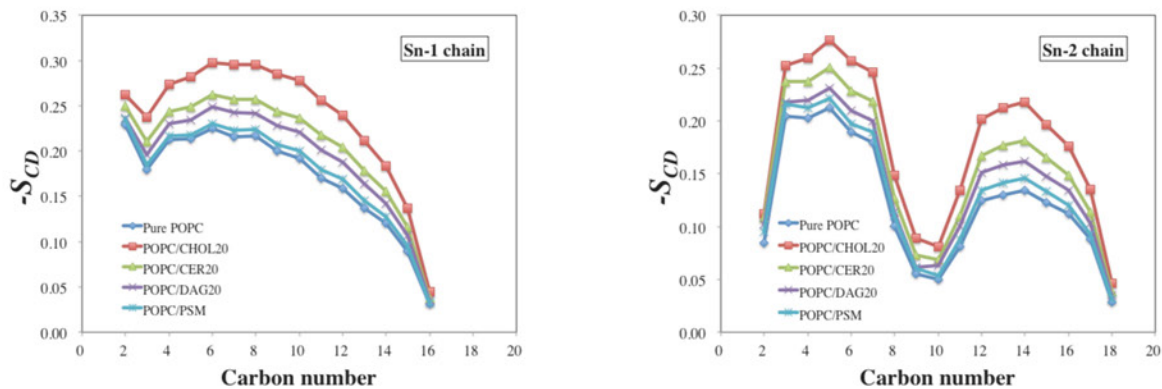 0.35
0.30
0.25
0.20
0.15
0.10
0.05
0.00
-S_CD
Sn-1 chain
Pure POPC
POPC/CHOL20
POPC/CER20
POPC/DAG20
POPC/PSM
0 2 4 6 8 10 12 14 16 18 20
Carbon number
0.30
0.25
0.20
0.15
0.10
0.05
0.00
-S_CD
Sn-2 chain
Pure POPC
POPC/CHOL20
POPC/CER20
POPC/DAG20
POPC/PSM
0 2 4 6 8 10 12 14 16 18 20
Carbon number